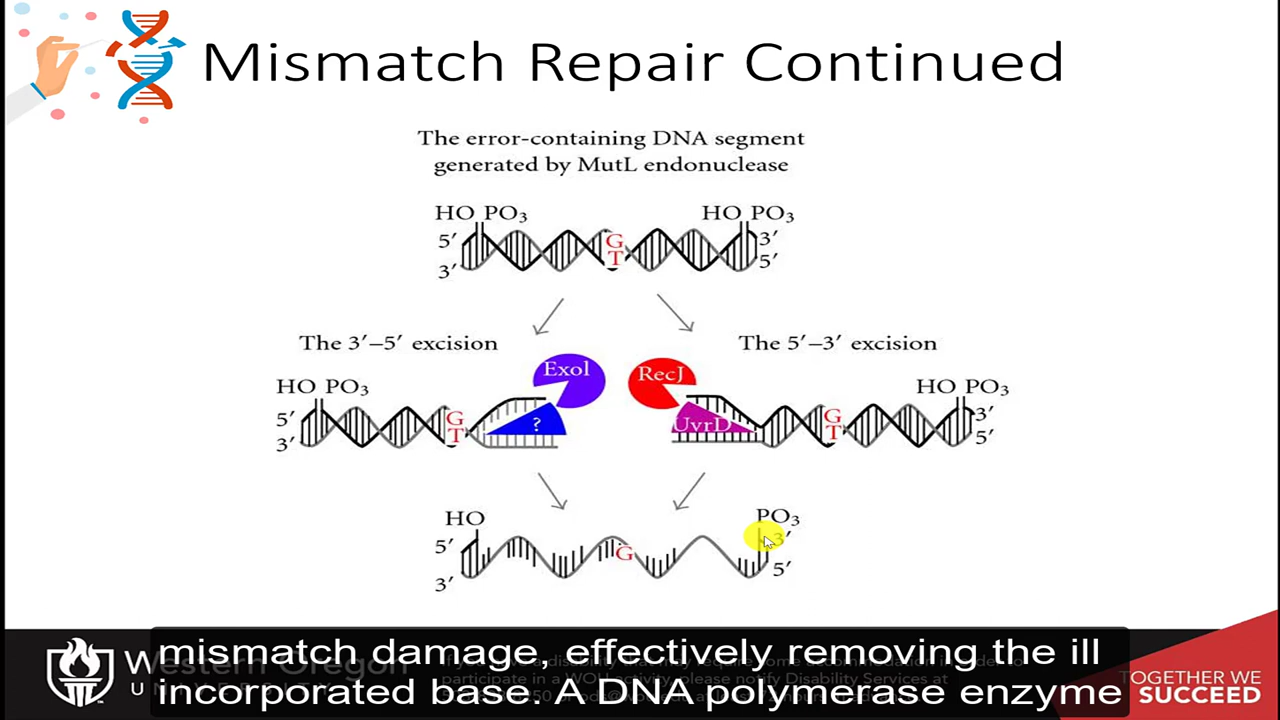 Mismatch Repair Continued
The error-containing DNA segment
generated by MutL endonuclease
HO PO₃ HO PO₃
5′ G 3′
3′ T 5′
The 3′–5′ excision The 5′–3′ excision
ExoI RecJ
HO PO₃ HO PO₃
5′ G ? UvrD G 3′
3′ T T 5′
HO PO₃
5′ G 3′
3′ 5′
mismatch damage, effectively removing the ill
incorporated base. A DNA polymerase enzyme
TOGETHER WE
SUCCEED